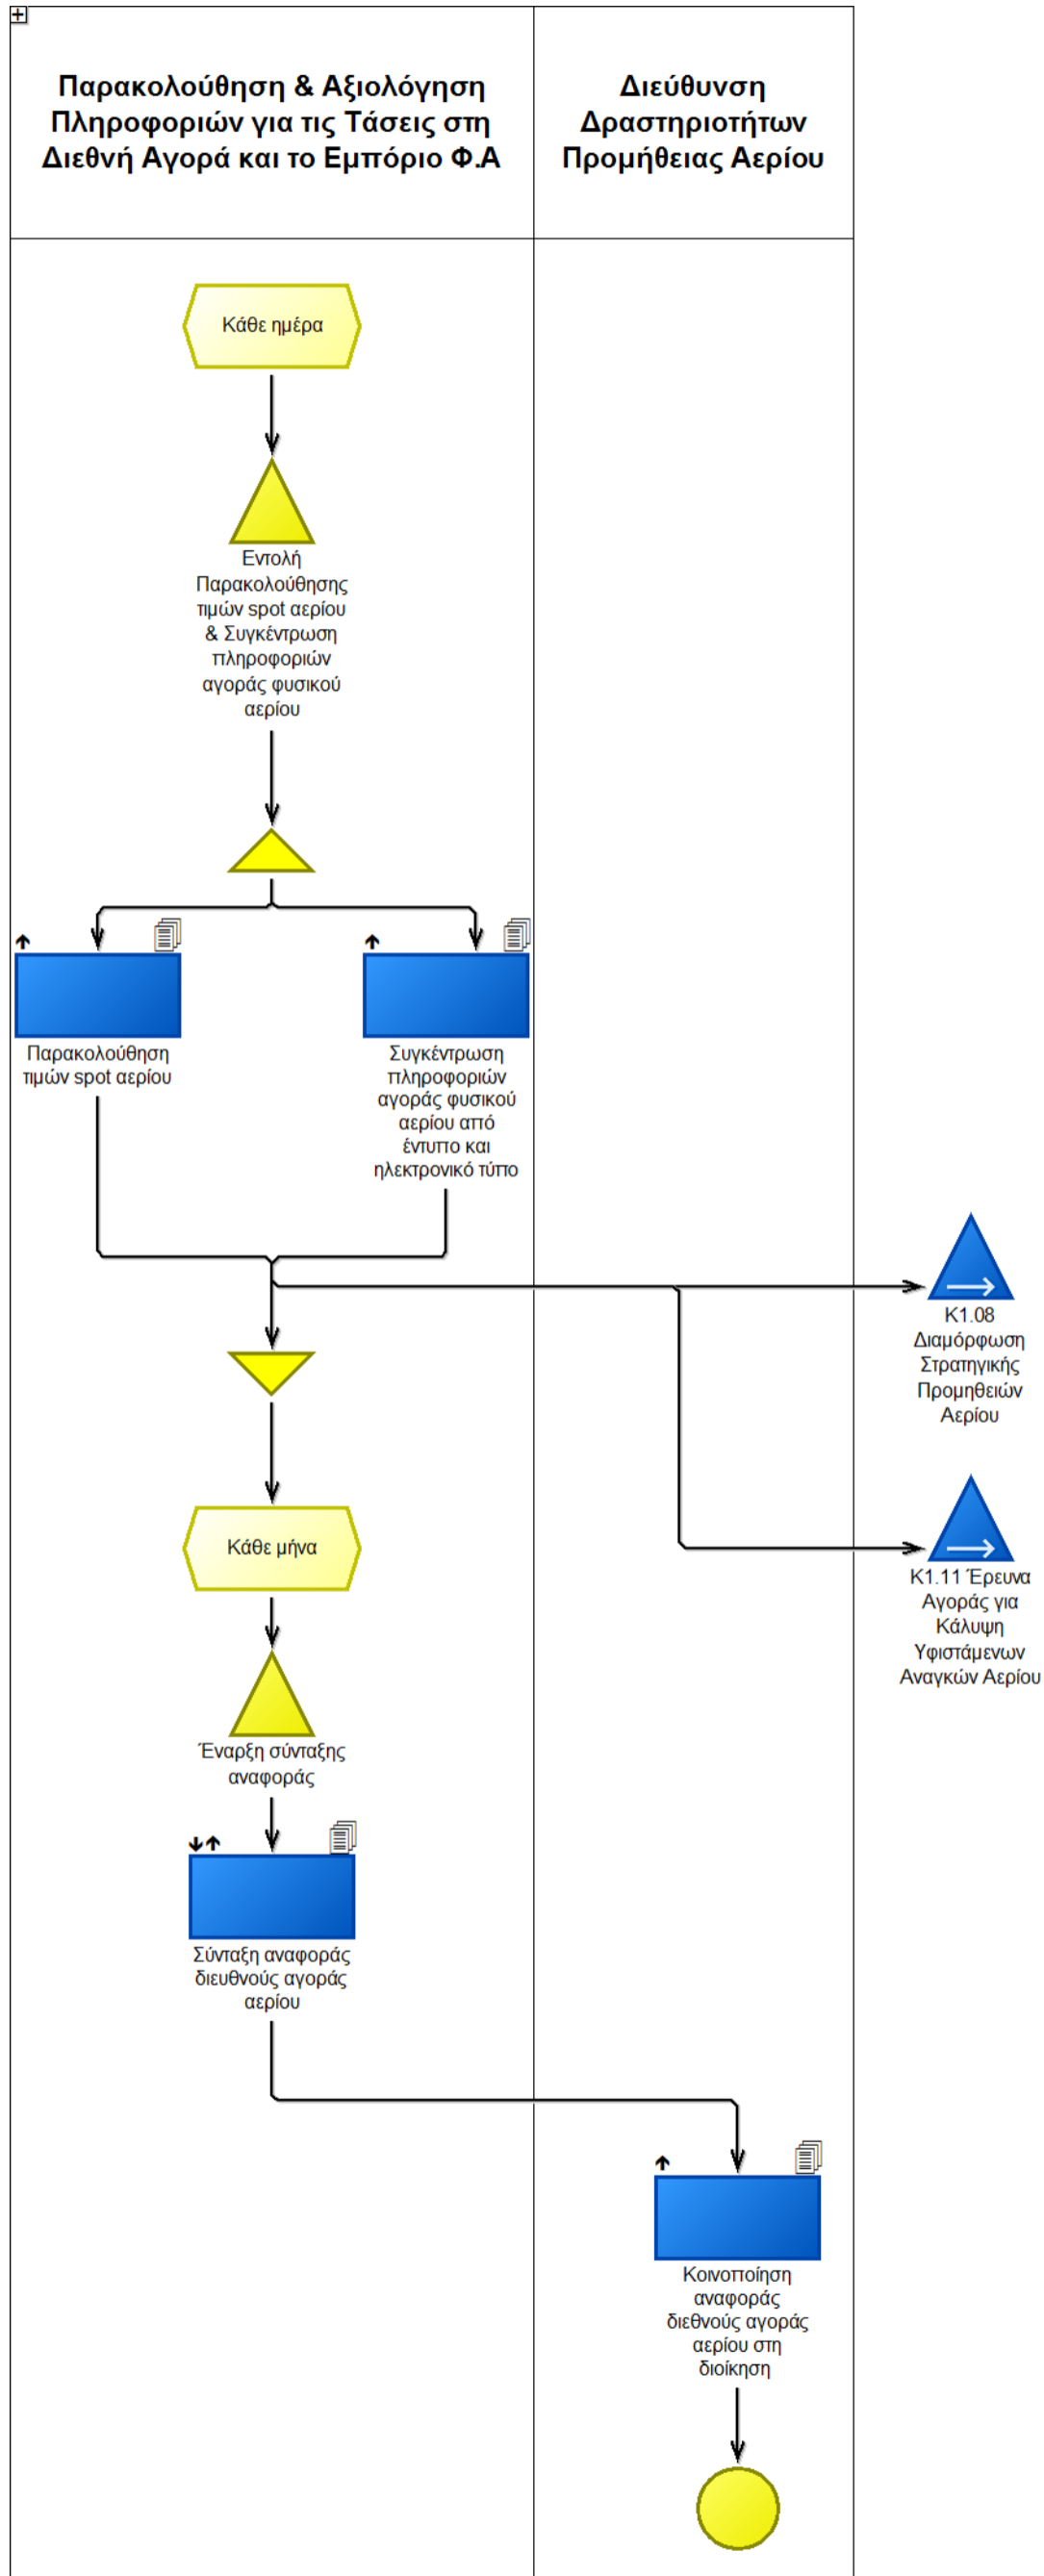 Παρακολούθηση & Αξιολόγηση
Πληροφοριών για τις Τάσεις στη
Διεθνή Αγορά και το Εμπόριο Φ.Α
Διεύθυνση
Δραστηριοτήτων
Προμήθειας Αερίου
Κάθε ημέρα
Εντολή
Παρακολούθησης
τιμών spot αερίου
& Συγκέντρωση
πληροφοριών
αγοράς φυσικού
αερίου
Παρακολούθηση
τιμών spot αερίου
Συγκέντρωση
πληροφοριών
αγοράς φυσικού
αερίου από
έντυπο και
ηλεκτρονικό τύπο
Κ1.08
Διαμόρφωση
Στρατηγικής
Προμηθειών
Αερίου
Κάθε μήνα
Κ1.11 Έρευνα
Αγοράς για
Κάλυψη
Υφιστάμενων
Αναγκών Αερίου
Έναρξη σύνταξης
αναφοράς
Σύνταξη αναφοράς
διευθνούς αγοράς
αερίου
Κοινοποίηση
αναφοράς
διεθνούς αγοράς
αερίου στη
διοίκηση